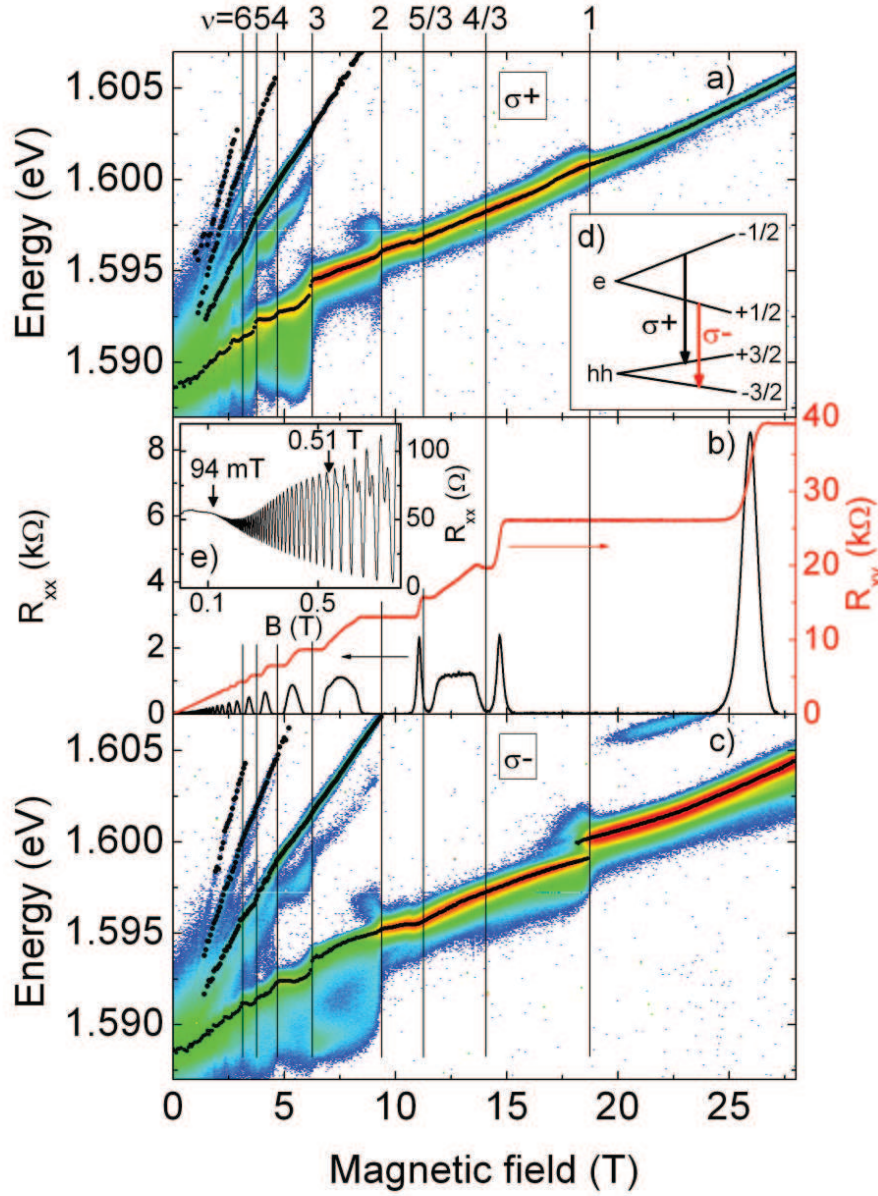 ν=654 3 2 5/3 4/3 1
1.605
1.600
1.595
1.590
Energy (eV)
σ+
a)
d)
e
-1/2
+1/2
σ+
σ-
hh
+3/2
-3/2
8
6
4
2
0
R_xx (kΩ)
0.51 T
94 mT
100
50
0
R_xx (Ω)
e)
0.1 0.5
B (T)
b)
40
30
20
10
0
R_xy (kΩ)
1.605
1.600
1.595
1.590
Energy (eV)
σ-
c)
0 5 10 15 20 25
Magnetic field (T)